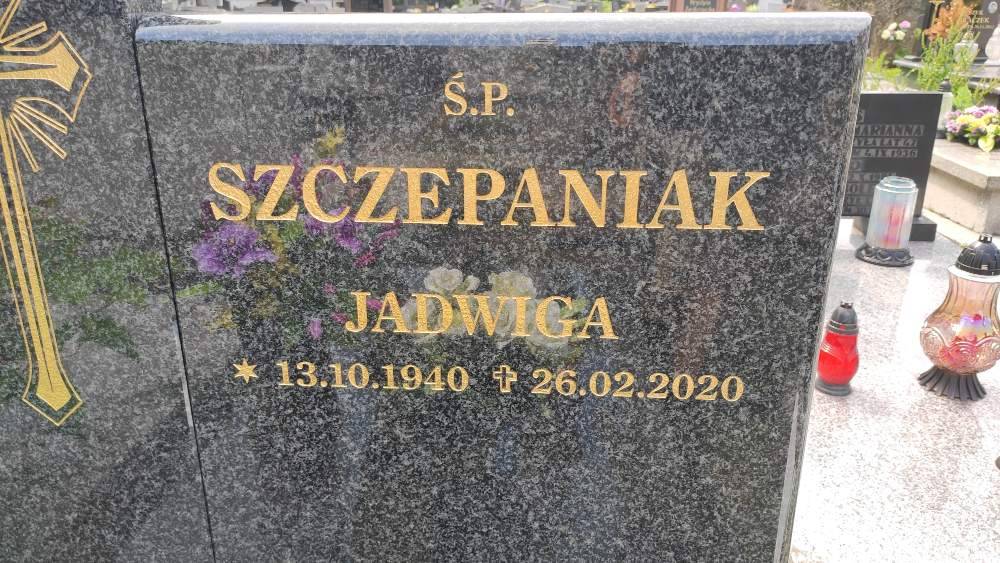 Ś.P.
SZCZEPANIAK
JADWIGA
* 13.10.1940 ✝ 26.02.2020
MARIANNA